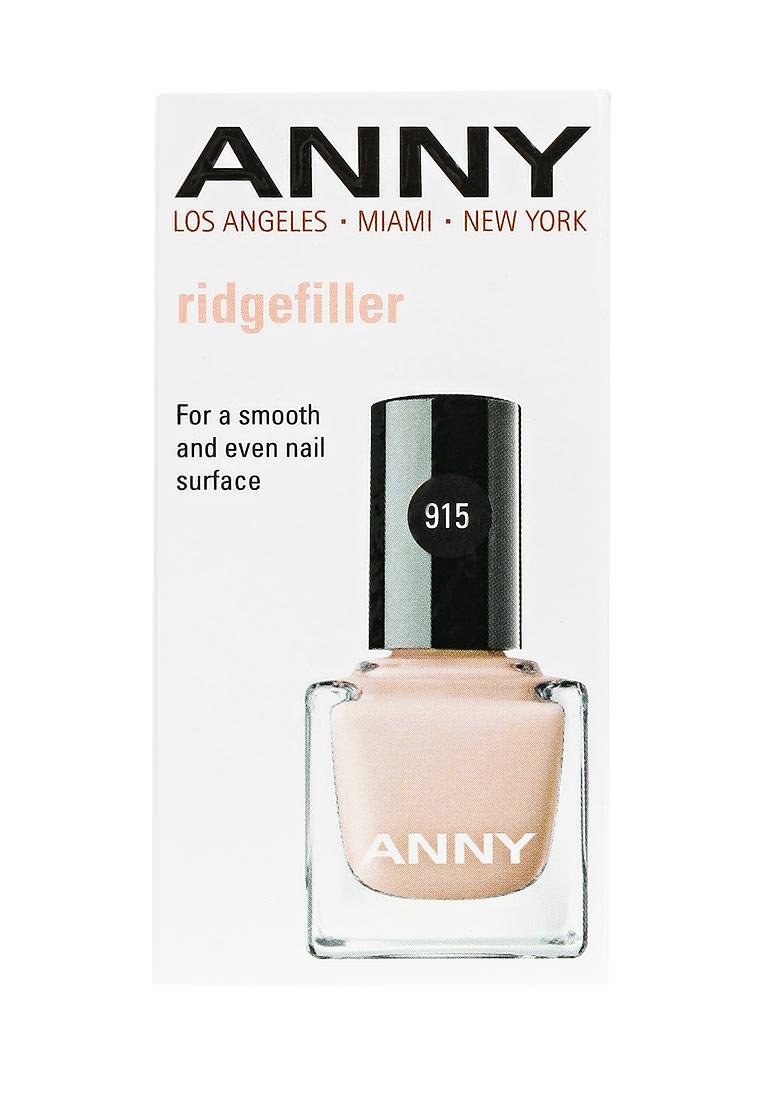 ANNY
LOS ANGELES · MIAMI · NEW YORK
ridgefiller
For a smooth
and even nail
surface
915
ANNY